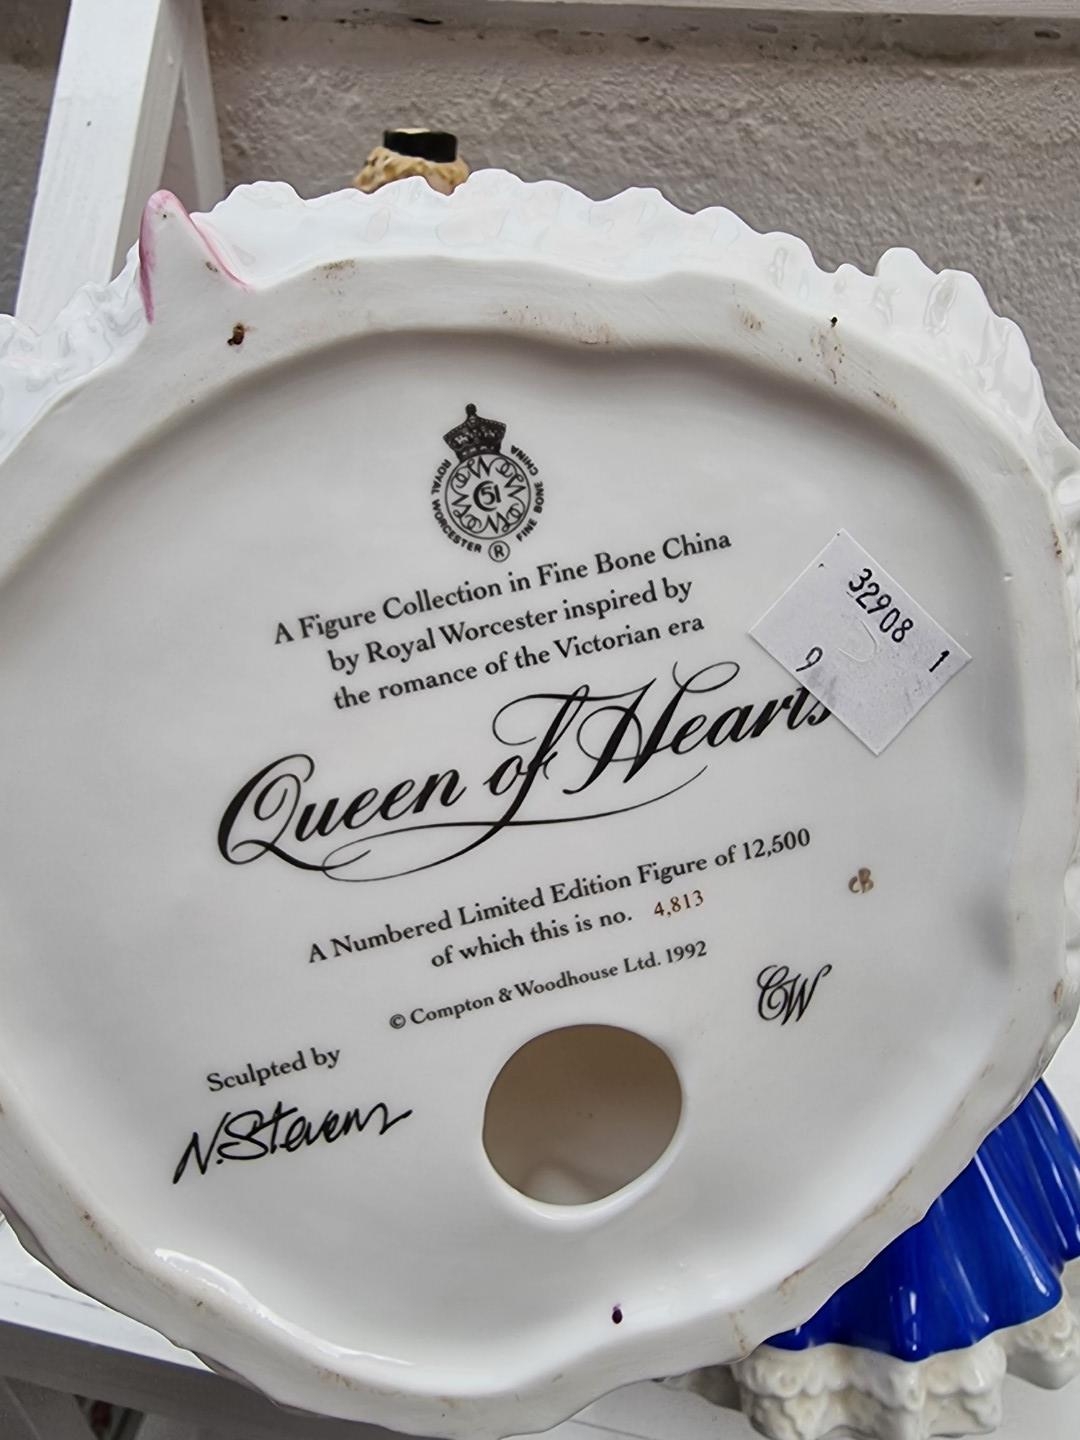 ROYAL WORCESTER FINE BONE CHINA
51
®
A Figure Collection in Fine Bone China
by Royal Worcester inspired by
the romance of the Victorian era
Queen of Hearts
32908
9 1
A Numbered Limited Edition Figure of 12,500
of which this is no. 4,813
CB
© Compton & Woodhouse Ltd. 1992
CW
Sculpted by
N. Stevens